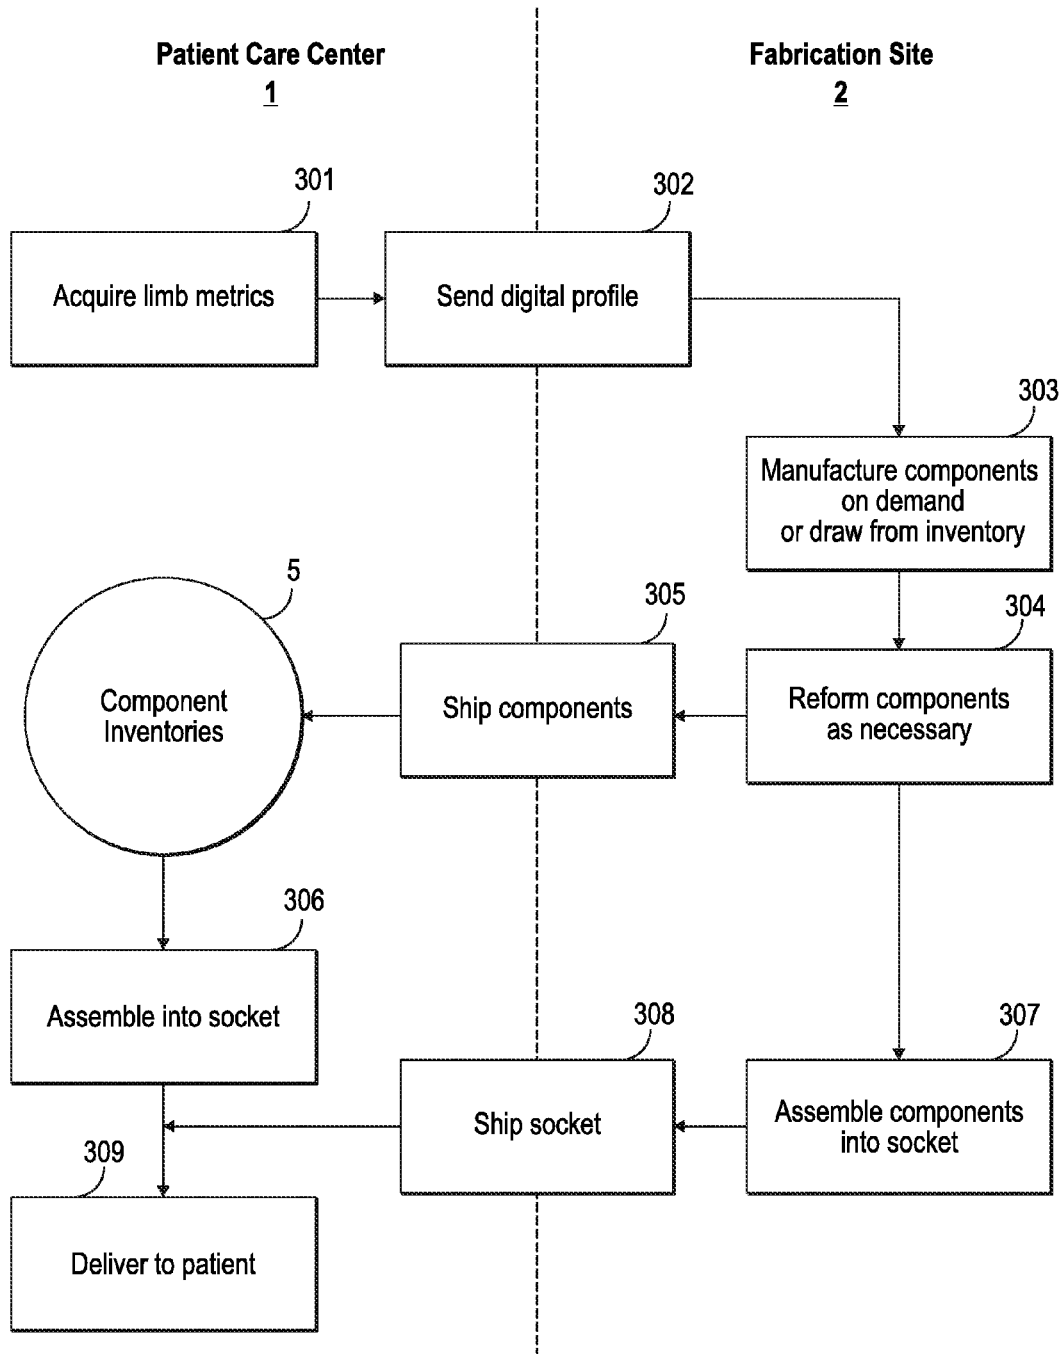 Patient Care Center
1
Fabrication Site
2
301
Acquire limb metrics
302
Send digital profile
303
Manufacture components
on demand
or draw from inventory
5
Component
Inventories
305
Ship components
304
Reform components
as necessary
306
Assemble into socket
308
Ship socket
307
Assemble components
into socket
309
Deliver to patient